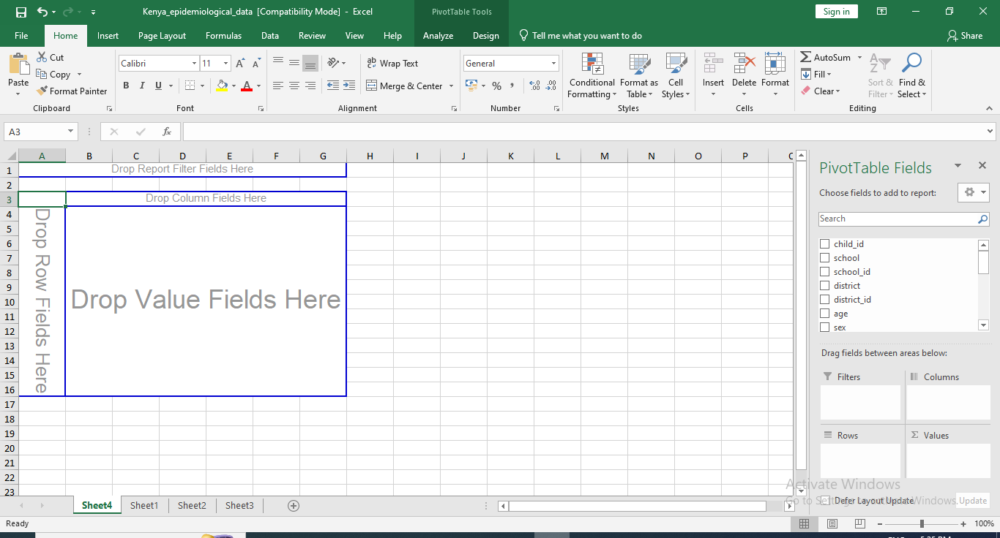 Kenya_epidemiological_data [Compatibility Mode] - Excel
PivotTable Tools
Sign in
File Home Insert Page Layout Formulas Data Review View Help Analyze Design Tell me what you want to do Share
Paste
Cut
Copy
Format Painter
Clipboard
Calibri 11
B I U
Font
Wrap Text
Merge & Center
Alignment
General
%
Number
Conditional Formatting
Format as Table
Cell Styles
Styles
Insert Delete Format
Cells
AutoSum
Fill
Clear
Sort & Filter
Find & Select
Editing
A3
fx
A B C D E F G H I J K L M N O P
1
2
3
4
5
6
7
8
9
10
11
12
13
14
15
16
17
18
19
20
21
22
23
Drop Report Filter Fields Here
Drop Column Fields Here
Drop Row Fields Here
Drop Value Fields Here
PivotTable Fields
Choose fields to add to report:
Search
child_id
school
school_id
district
district_id
age
sex
Drag fields between areas below:
Filters
Columns
Rows
Values
Activate Windows
Go to Settings to activate Windows.
Defer Layout Update
Update
Sheet4 Sheet1 Sheet2 Sheet3
Ready
100%